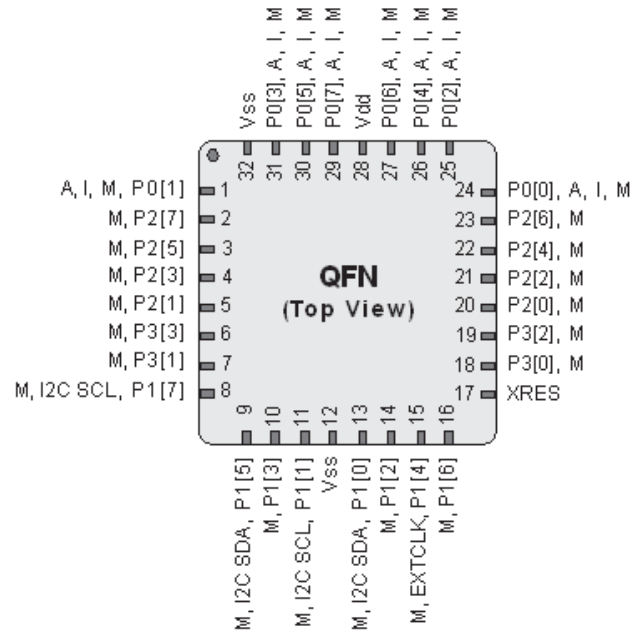 Vss
P0[3], A, I, M
P0[5], A, I, M
P0[7], A, I, M
Vdd
P0[6], A, I, M
P0[4], A, I, M
P0[2], A, I, M
32
31
30
29
28
27
26
25
A, I, M, P0[1] 1
M, P2[7] 2
M, P2[5] 3
M, P2[3] 4
M, P2[1] 5
M, P3[3] 6
M, P3[1] 7
M, I2C SCL, P1[7] 8
QFN
(Top View)
24 P0[0], A, I, M
23 P2[6], M
22 P2[4], M
21 P2[2], M
20 P2[0], M
19 P3[2], M
18 P3[0], M
17 XRES
9
10
11
12
13
14
15
16
M, I2C SDA, P1[5]
M, P1[3]
M, I2C SCL, P1[1]
Vss
M, I2C SDA, P1[0]
M, P1[2]
M, EXTCLK, P1[4]
M, P1[6]